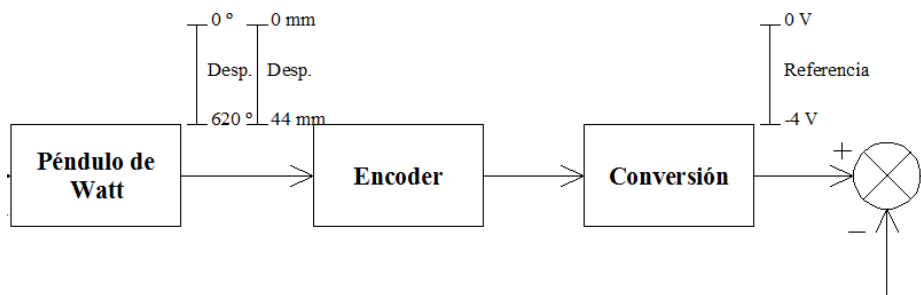 0 º
0 mm
0 V
Desp.
Desp.
Referencia
620 º
44 mm
-4 V
Péndulo de
Watt
Encoder
Conversión
+
−